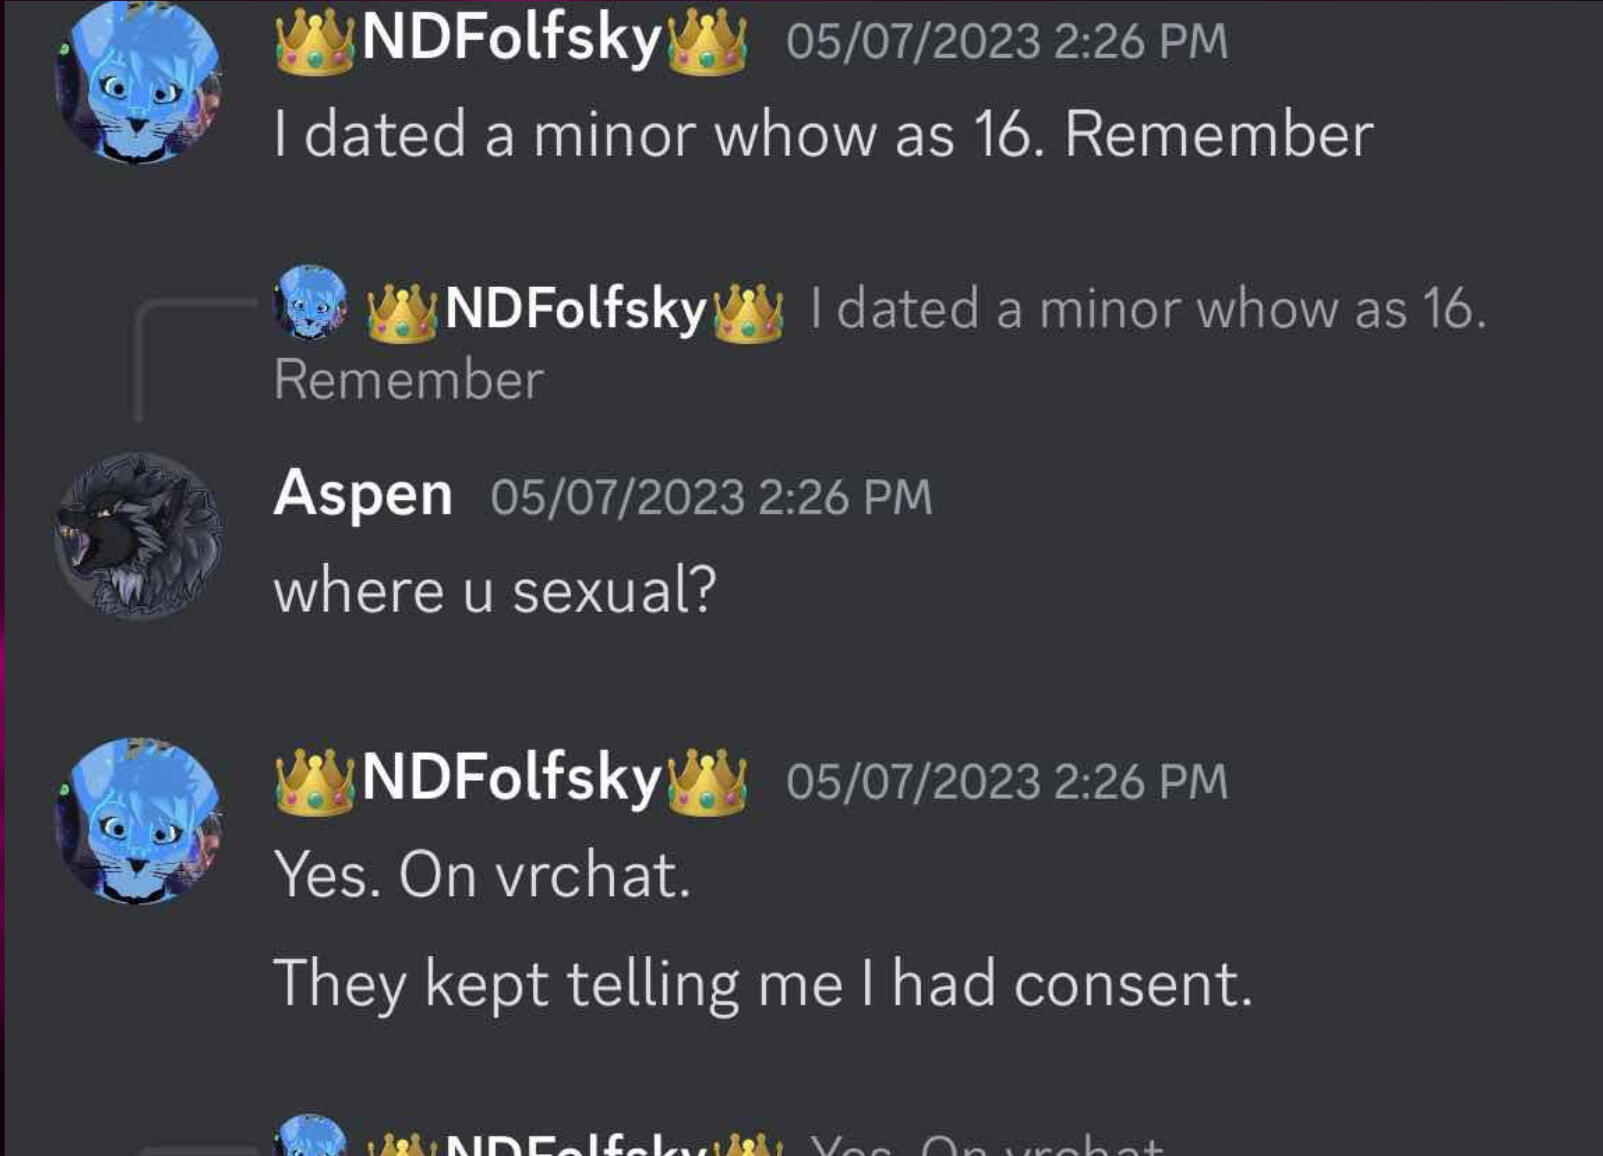 👑NDFolfsky👑 05/07/2023 2:26 PM
I dated a minor whow as 16. Remember
👑NDFolfsky👑 I dated a minor whow as 16.
Remember
Aspen 05/07/2023 2:26 PM
where u sexual?
👑NDFolfsky👑 05/07/2023 2:26 PM
Yes. On vrchat.
They kept telling me I had consent.
👑NDFolfsky👑 Yes. On vrchat.